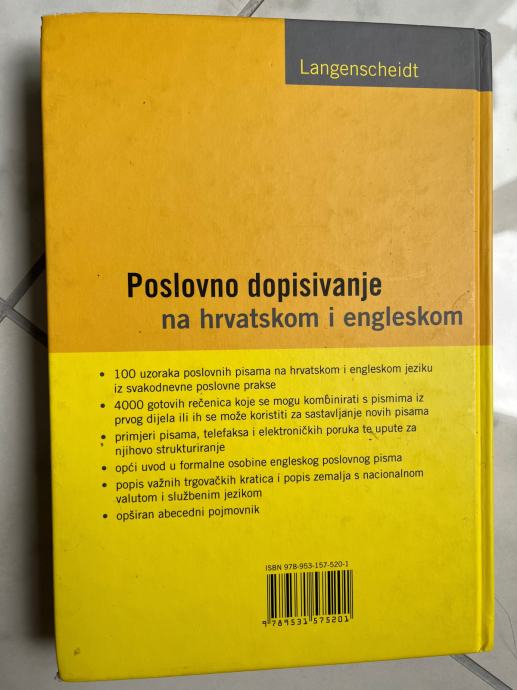 Langenscheidt
Poslovno dopisivanje
na hrvatskom i engleskom
• 100 uzoraka poslovnih pisama na hrvatskom i engleskom jeziku
iz svakodnevne poslovne prakse
• 4000 gotovih rečenica koje se mogu kombinirati s pismima iz
prvog dijela ili ih se može koristiti za sastavljanje novih pisama
• primjeri pisama, telefaksa i elektroničkih poruka te upute za
njihovo strukturiranje
• opći uvod u formalne osobine engleskog poslovnog pisma
• popis važnih trgovačkih kratica i popis zemalja s nacionalnom
valutom i službenim jezikom
• opširan abecedni pojmovnik
ISBN 978-953-157-520-1
9 789531 575201